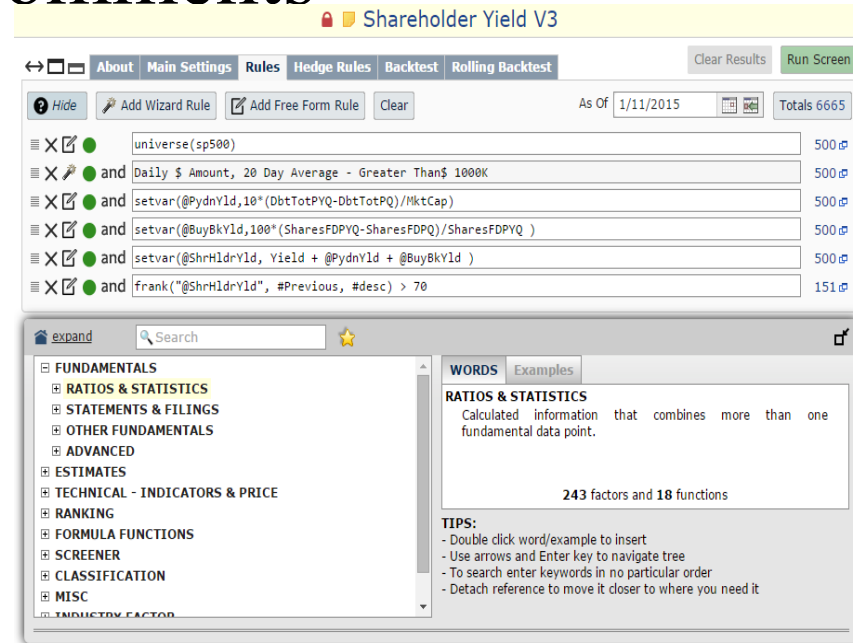 Shareholder Yield V3
About Main Settings Rules Hedge Rules Backtest Rolling Backtest Clear Results Run Screen
Hide Add Wizard Rule Add Free Form Rule Clear As Of 1/11/2015 Totals 6665
universe(sp500) 500
and Daily $ Amount, 20 Day Average - Greater Than$ 1000K 500
and setvar(@PydnYld,10*(DbtTotPYQ-DbtTotPQ)/MktCap) 500
and setvar(@BuyBkYld,100*(SharesFDPYQ-SharesFDPQ)/SharesFDPYQ ) 500
and setvar(@ShrHldrYld, Yield + @PydnYld + @BuyBkYld ) 500
and frank("@ShrHldrYld", #Previous, #desc) > 70 151
expand Search
FUNDAMENTALS
RATIOS & STATISTICS
STATEMENTS & FILINGS
OTHER FUNDAMENTALS
ADVANCED
ESTIMATES
TECHNICAL - INDICATORS & PRICE
RANKING
FORMULA FUNCTIONS
SCREENER
CLASSIFICATION
MISC
INDUSTRY FACTOR
WORDS Examples
RATIOS & STATISTICS
Calculated information that combines more than one
fundamental data point.
243 factors and 18 functions
TIPS:
- Double click word/example to insert
- Use arrows and Enter key to navigate tree
- To search enter keywords in no particular order
- Detach reference to move it closer to where you need it